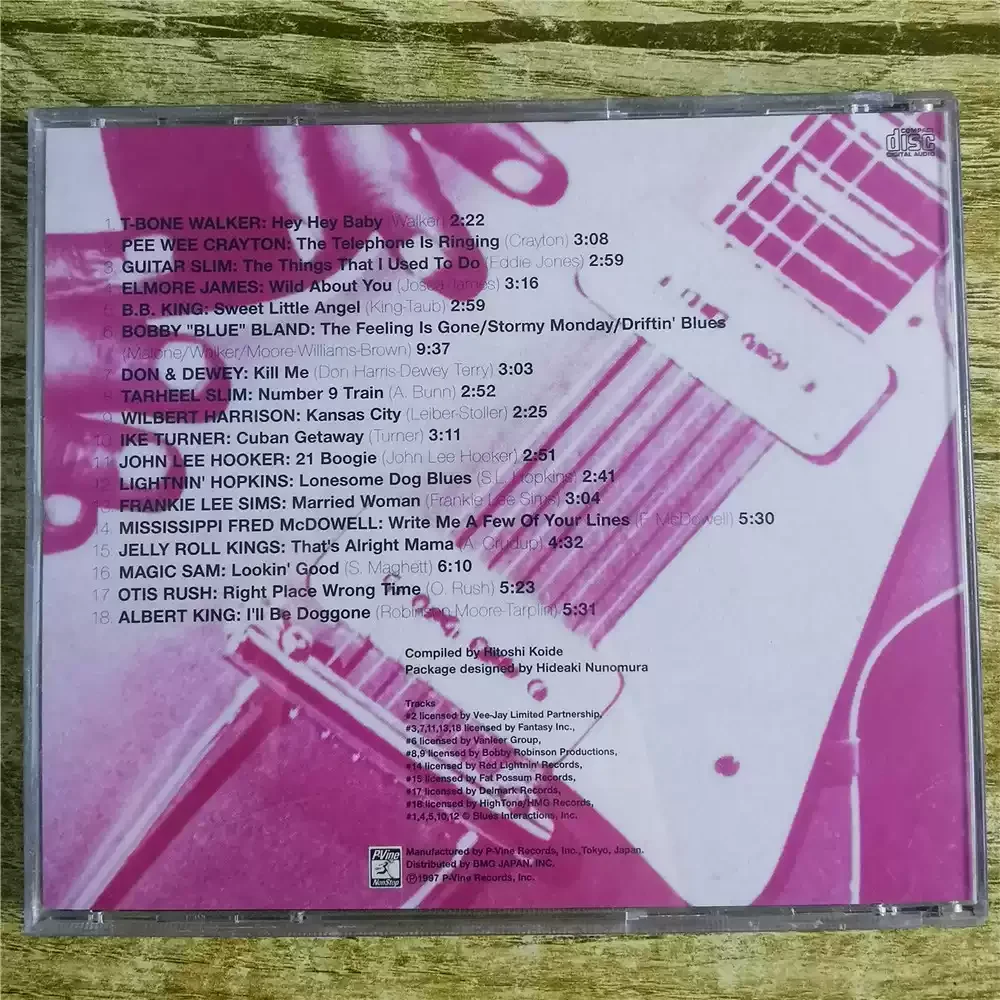 COMPACT
disc
DIGITAL AUDIO
1. T-BONE WALKER: Hey Hey Baby (Walker) 2:22
PEE WEE CRAYTON: The Telephone Is Ringing (Crayton) 3:08
3. GUITAR SLIM: The Things That I Used To Do (Eddie Jones) 2:59
4. ELMORE JAMES: Wild About You (Josea-James) 3:16
5. B.B. KING: Sweet Little Angel (King-Taub) 2:59
6. BOBBY "BLUE" BLAND: The Feeling Is Gone/Stormy Monday/Driftin' Blues
(Malone/Walker/Moore-Williams-Brown) 9:37
7. DON & DEWEY: Kill Me (Don Harris-Dewey Terry) 3:03
8. TARHEEL SLIM: Number 9 Train (A. Bunn) 2:52
9. WILBERT HARRISON: Kansas City (Leiber-Stoller) 2:25
10. IKE TURNER: Cuban Getaway (Turner) 3:11
11. JOHN LEE HOOKER: 21 Boogie (John Lee Hooker) 2:51
12. LIGHTNIN' HOPKINS: Lonesome Dog Blues (S.L. Hopkins) 2:41
13. FRANKIE LEE SIMS: Married Woman (Frankie Lee Sims) 3:04
14. MISSISSIPPI FRED McDOWELL: Write Me A Few Of Your Lines (F. McDowell) 5:30
15. JELLY ROLL KINGS: That's Alright Mama (A. Crudup) 4:32
16. MAGIC SAM: Lookin' Good (S. Maghett) 6:10
17. OTIS RUSH: Right Place Wrong Time (O. Rush) 5:23
18. ALBERT KING: I'll Be Doggone (Robinson-Moore-Tarplin) 5:31
Compiled by Hitoshi Koide
Package designed by Hideaki Nunomura
Tracks
#2 licensed by Vee-Jay Limited Partnership,
#3,7,11,13,18 licensed by Fantasy Inc.,
#6 licensed by Vanleer Group,
#8,9 licensed by Bobby Robinson Productions,
#14 licensed by Red Lightnin' Records,
#15 licensed by Fat Possum Records,
#17 licensed by Delmark Records,
#18 licensed by HighTone/HMG Records,
#1,4,5,10,12 © Blues Interactions, Inc.
P-Vine
NonStop
Manufactured by P-Vine Records, Inc.,Tokyo, Japan.
Distributed by BMG JAPAN, INC.
℗1997 P-Vine Records, Inc.